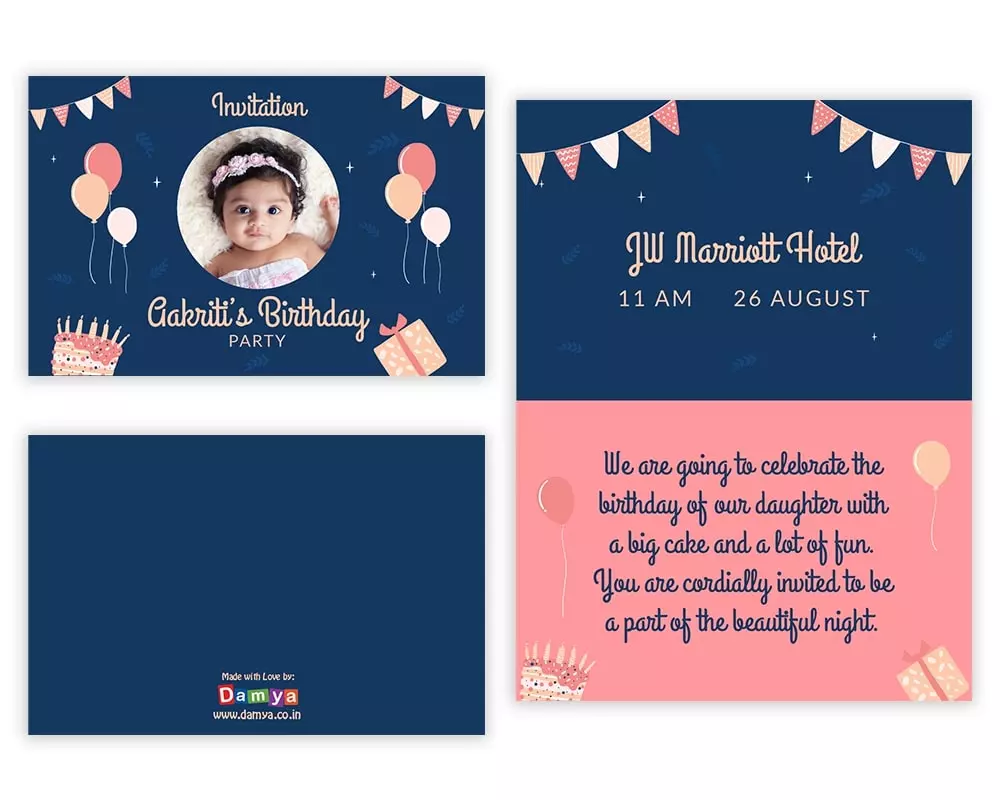 Invitation
Aakriti's Birthday
PARTY
Made with Love by:
Damya
www.damya.co.in
JW Marriott Hotel
11 AM 26 AUGUST
We are going to celebrate the
birthday of our daughter with
a big cake and a lot of fun.
You are cordially invited to be
a part of the beautiful night.